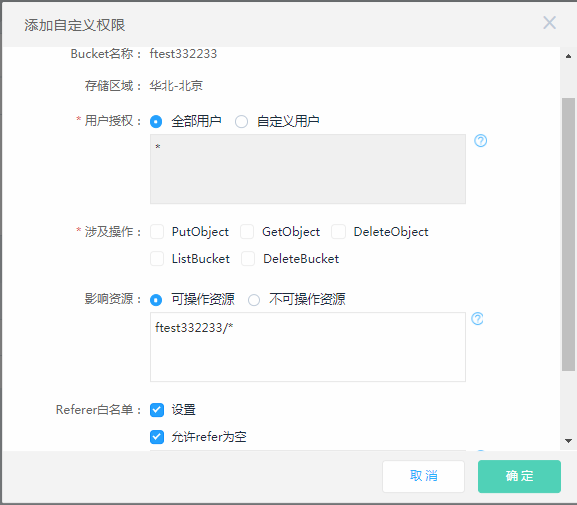 添加自定义权限
Bucket名称： ftest332233
存储区域： 华北-北京
* 用户授权： 全部用户 自定义用户
*
* 涉及操作： PutObject GetObject DeleteObject
ListBucket DeleteBucket
影响资源： 可操作资源 不可操作资源
ftest332233/*
Referer白名单： 设置
允许refer为空
取消 确定